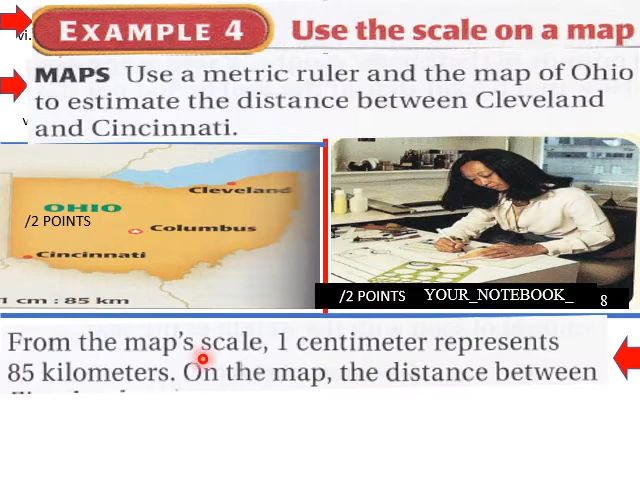 vi.
EXAMPLE 4 Use the scale on a map
MAPS Use a metric ruler and the map of Ohio
to estimate the distance between Cleveland
and Cincinnati.
Cleveland
OHIO
/2 POINTS
Columbus
Cincinnati
1 cm : 85 km
/2 POINTS YOUR_NOTEBOOK_ 8
From the map's scale, 1 centimeter represents
85 kilometers. On the map, the distance between